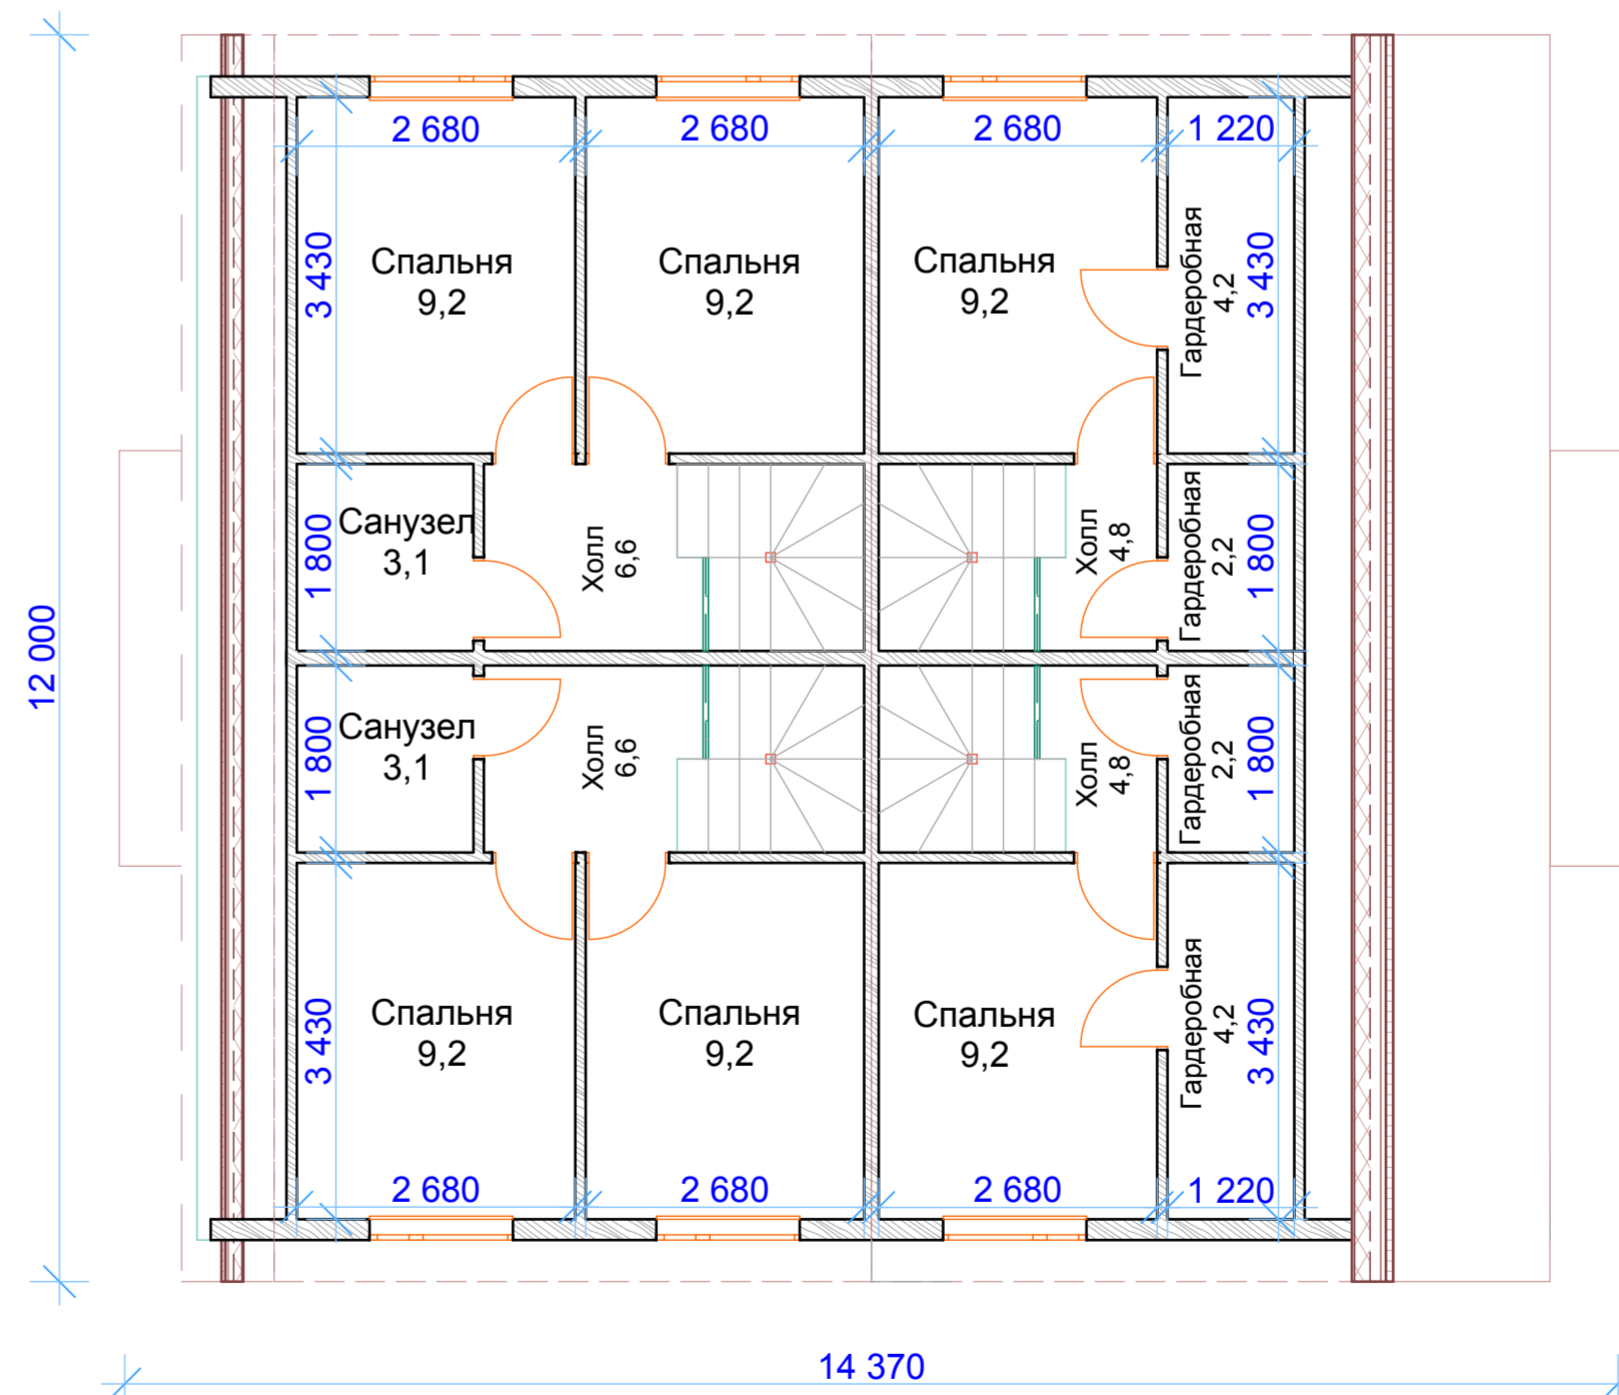 2 680
2 680
2 680
1 220
3 430
Спальня
9,2
Спальня
9,2
Спальня
9,2
Гардеробная
4,2
3 430
1 800
Санузел
3,1
Холл
6,6
Холл
4,8
Гардеробная
2,2
1 800
12 000
1 800
Санузел
3,1
Холл
6,6
Холл
4,8
Гардеробная
2,2
1 800
3 430
Спальня
9,2
Спальня
9,2
Спальня
9,2
Гардеробная
4,2
3 430
2 680
2 680
2 680
1 220
14 370